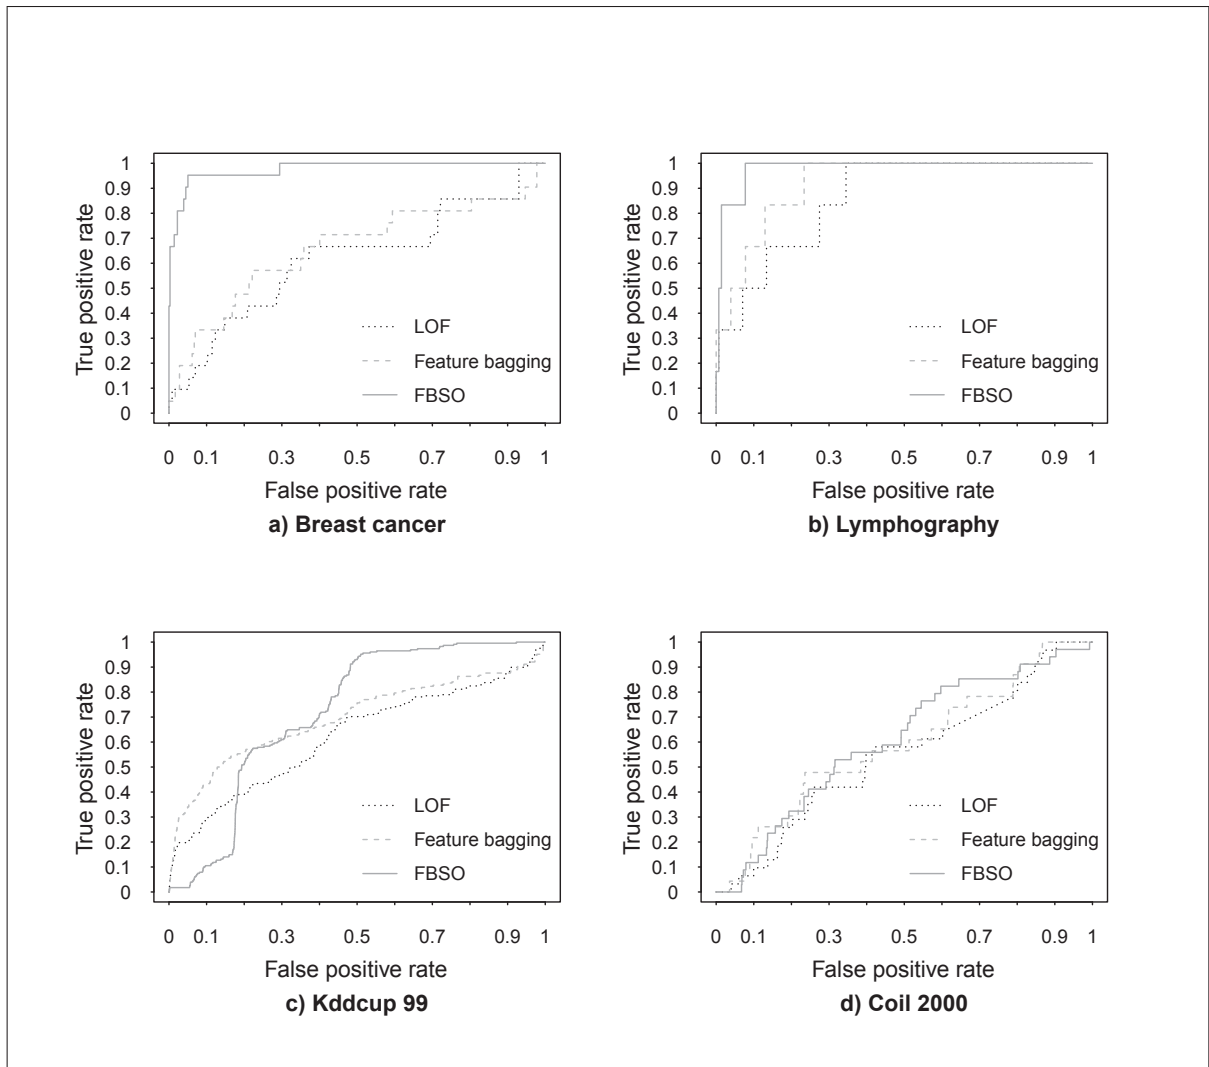 1
0.9
0.8
0.7
0.6
0.5
0.4
0.3
0.2
0.1
0
True positive rate
LOF
Feature bagging
FBSO
0 0.1 0.3 0.5 0.7 0.9 1
False positive rate
a) Breast cancer
1
0.9
0.8
0.7
0.6
0.5
0.4
0.3
0.2
0.1
0
True positive rate
LOF
Feature bagging
FBSO
0 0.1 0.3 0.5 0.7 0.9 1
False positive rate
b) Lymphography
1
0.9
0.8
0.7
0.6
0.5
0.4
0.3
0.2
0.1
0
True positive rate
LOF
Feature bagging
FBSO
0 0.1 0.3 0.5 0.7 0.9 1
False positive rate
c) Kddcup 99
1
0.9
0.8
0.7
0.6
0.5
0.4
0.3
0.2
0.1
0
True positive rate
LOF
Feature bagging
FBSO
0 0.1 0.3 0.5 0.7 0.9 1
False positive rate
d) Coil 2000